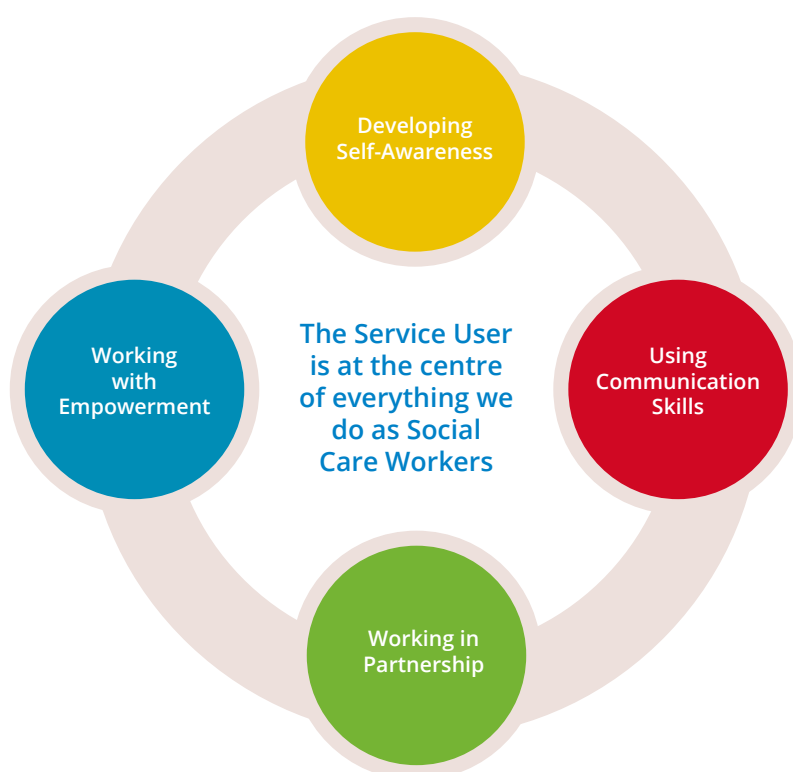 Developing
Self-Awareness
Working
with
Empowerment
The Service User
is at the centre
of everything we
do as Social
Care Workers
Using
Communication
Skills
Working in
Partnership